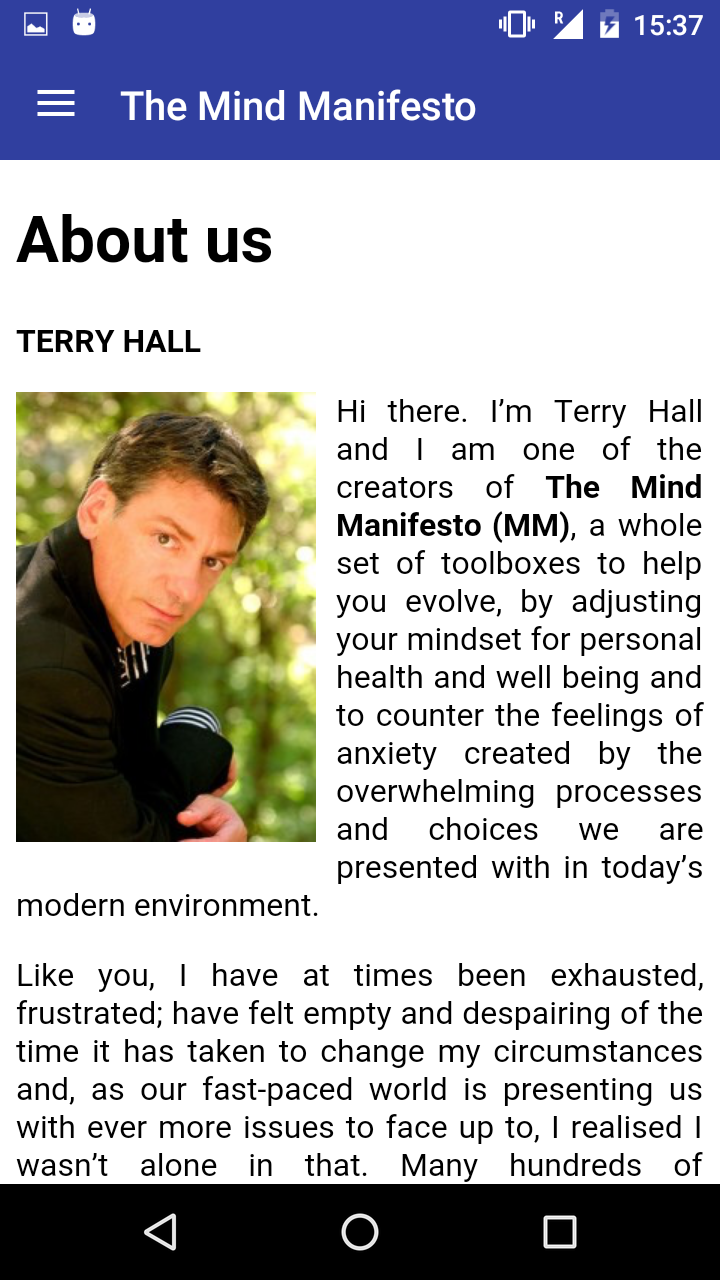 R
15:37
The Mind Manifesto
About us
TERRY HALL
Hi there. I’m Terry Hall
and I am one of the
creators of The Mind
Manifesto (MM), a whole
set of toolboxes to help
you evolve, by adjusting
your mindset for personal
health and well being and
to counter the feelings of
anxiety created by the
overwhelming processes
and choices we are
presented with in today’s
modern environment.
Like you, I have at times been exhausted,
frustrated; have felt empty and despairing of the
time it has taken to change my circumstances
and, as our fast-paced world is presenting us
with ever more issues to face up to, I realised I
wasn’t alone in that. Many hundreds of